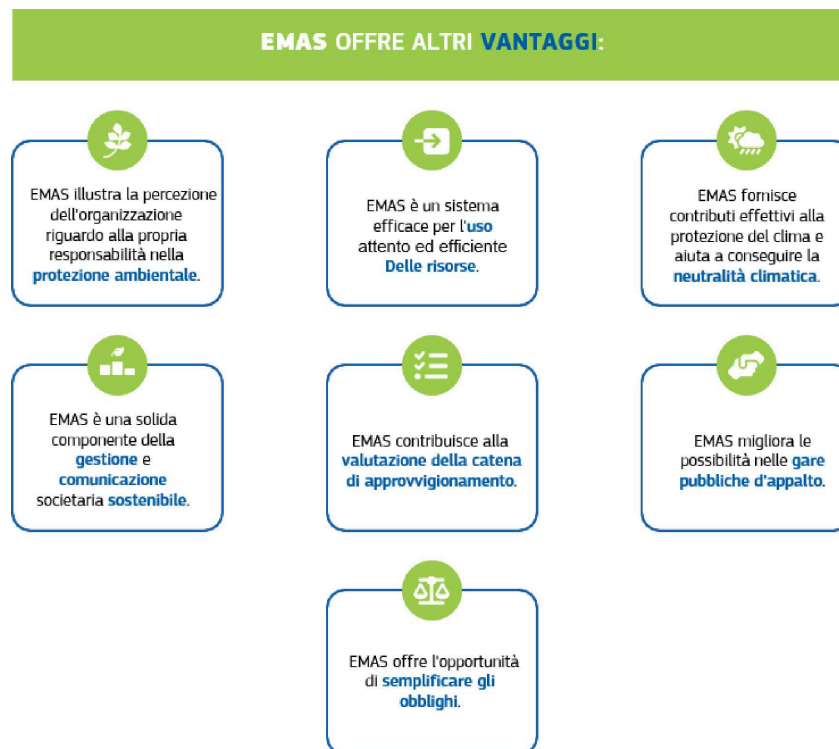 EMAS OFFRE ALTRI VANTAGGI:
EMAS illustra la percezione
dell'organizzazione
riguardo alla propria
responsabilità nella
protezione ambientale.
EMAS è un sistema
efficace per l'uso
attento ed efficiente
Delle risorse.
EMAS fornisce
contributi effettivi alla
protezione del clima e
aiuta a conseguire la
neutralità climatica.
EMAS è una solida
componente della
gestione e
comunicazione
societaria sostenibile.
EMAS contribuisce alla
valutazione della catena
di approvvigionamento.
EMAS migliora le
possibilità nelle gare
pubbliche d'appalto.
EMAS offre l'opportunità
di semplificare gli
obblighi.